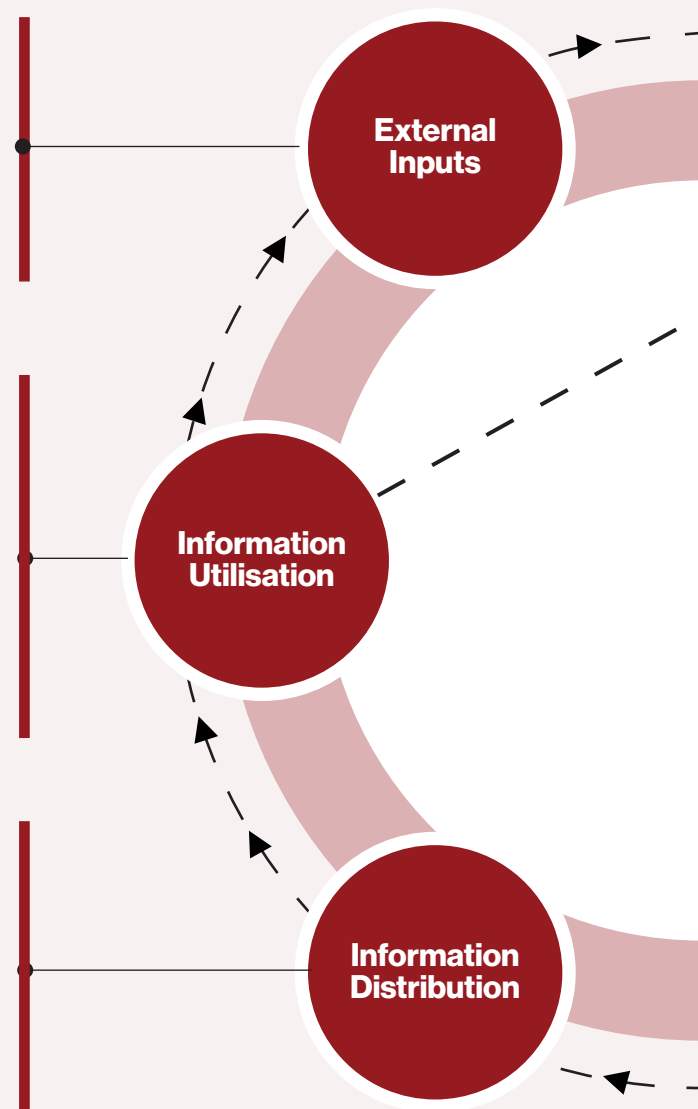 External
Inputs
Information
Utilisation
Information
Distribution